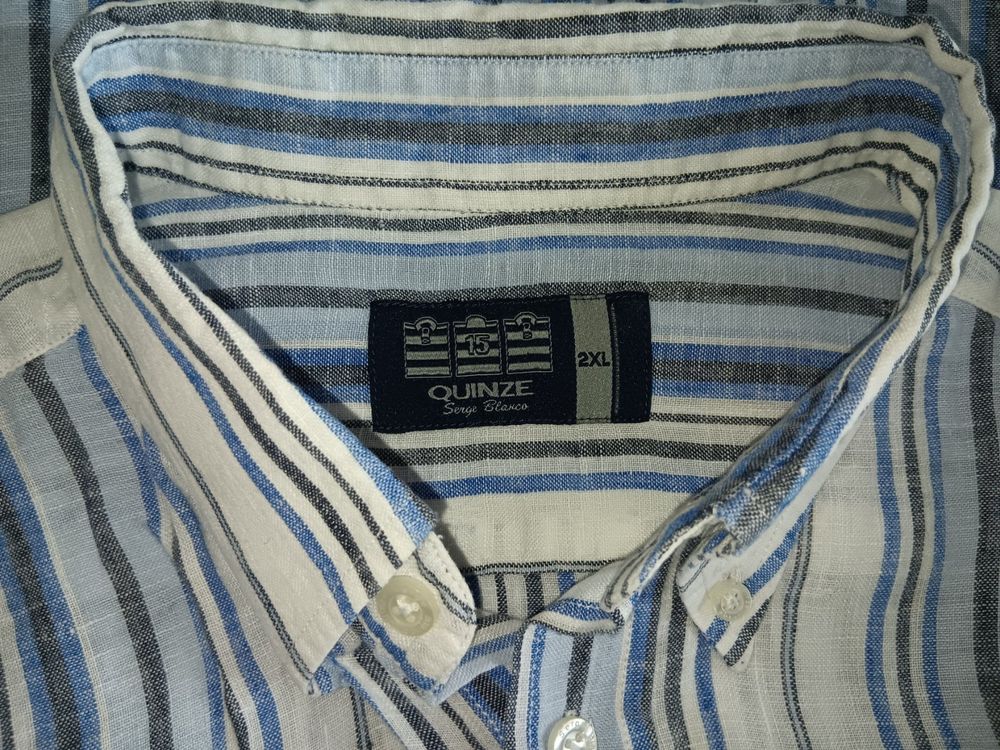 15
QUINZE
Serge Blanco
2XL